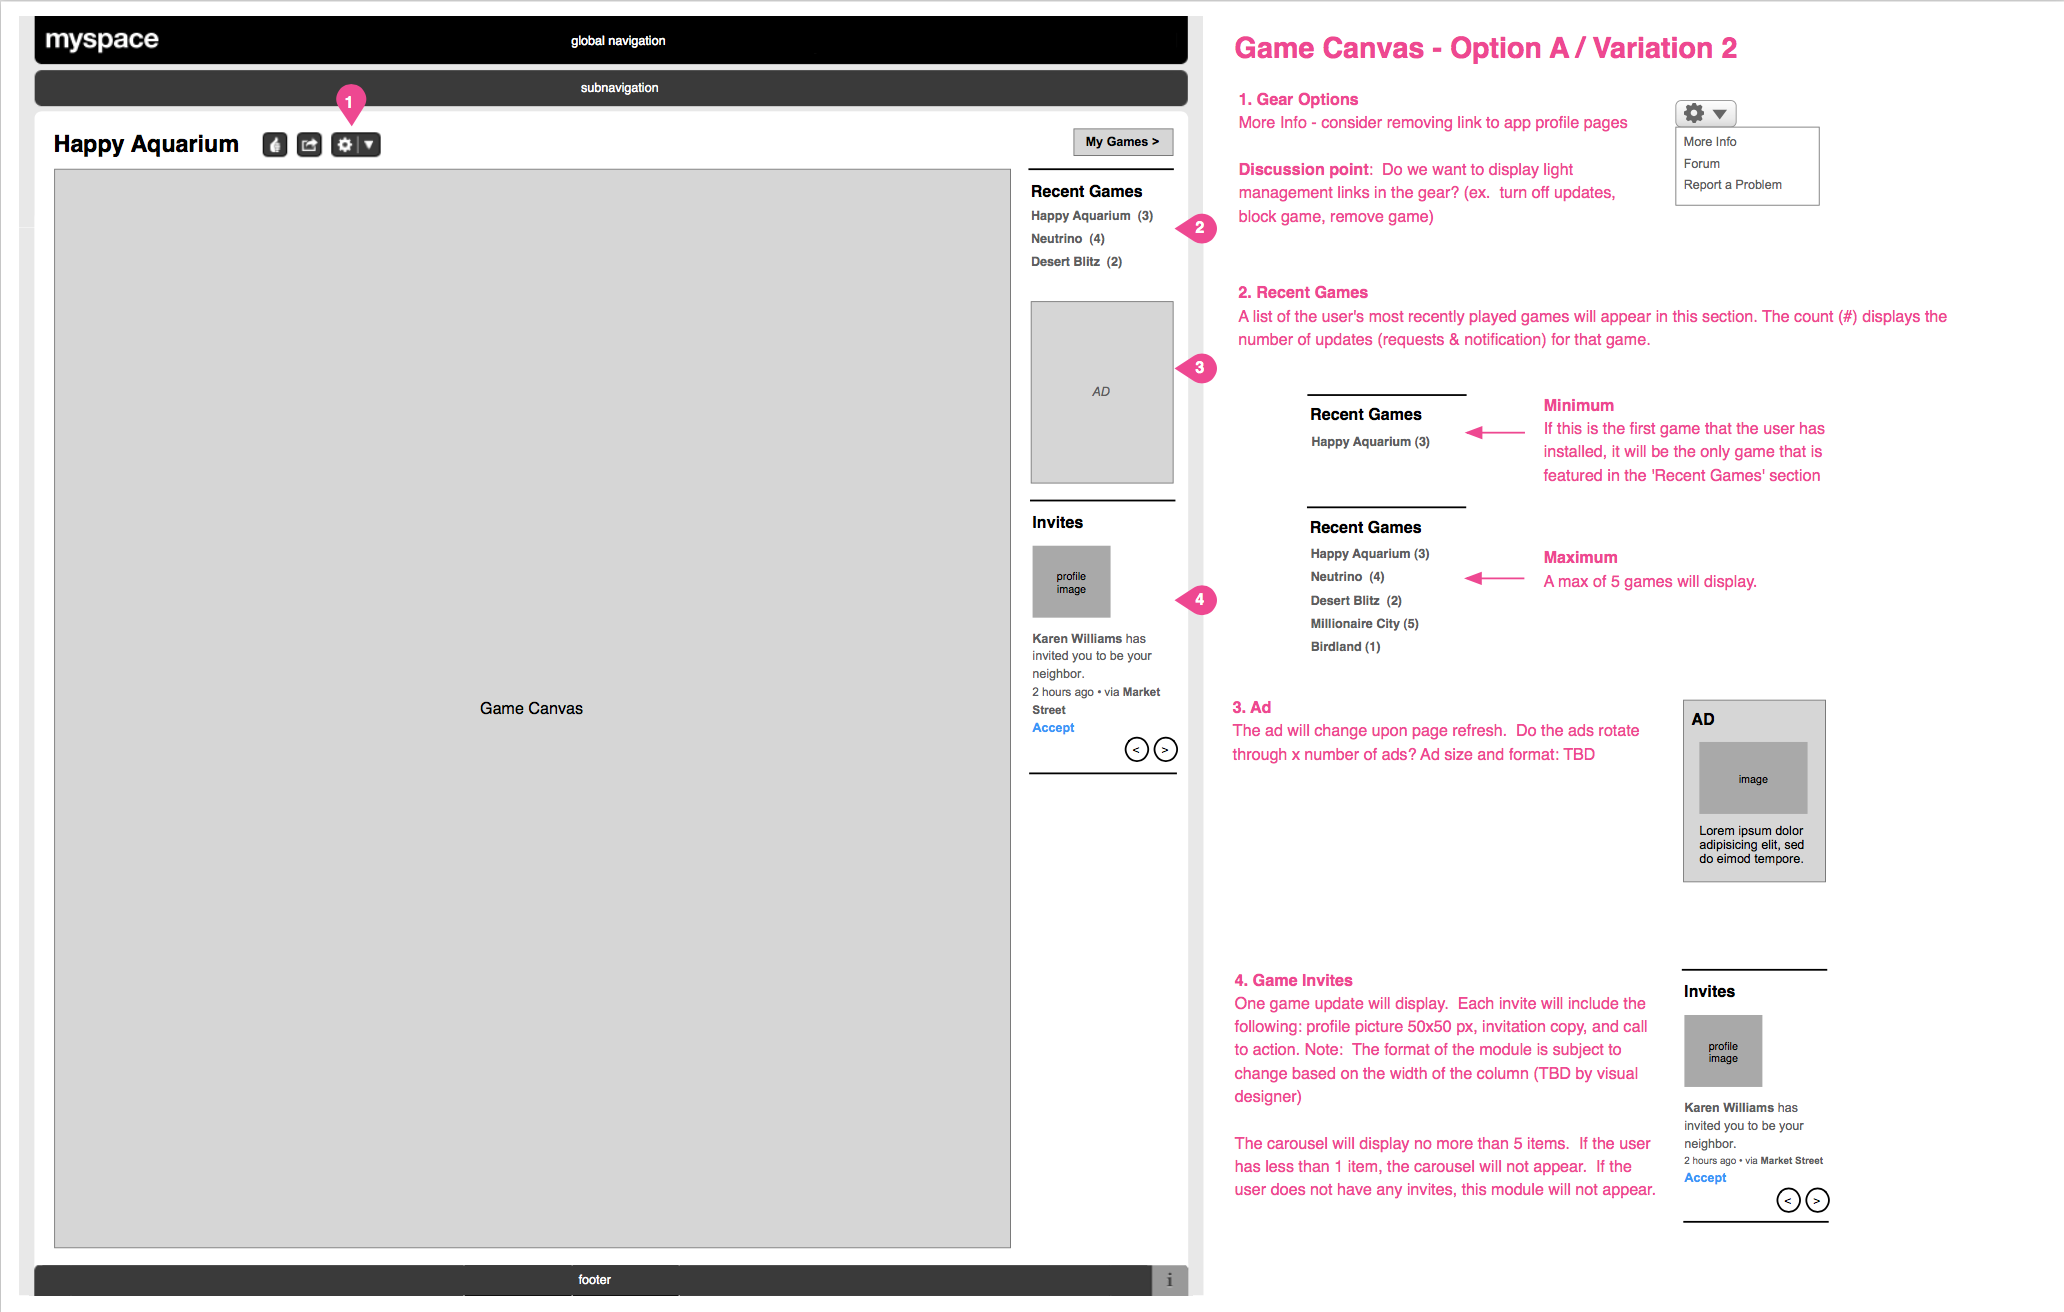 myspace
global navigation
subnavigation
1
Happy Aquarium
My Games >
Recent Games
Happy Aquarium (3)
Neutrino (4)
Desert Blitz (2)
2
AD
3
Invites
profile
image
4
Karen Williams has
invited you to be your
neighbor.
2 hours ago • via Market
Street
Accept
< >
Game Canvas
footer
i
Game Canvas - Option A / Variation 2
1. Gear Options
More Info - consider removing link to app profile pages
Discussion point: Do we want to display light
management links in the gear? (ex. turn off updates,
block game, remove game)
More Info
Forum
Report a Problem
2. Recent Games
A list of the user's most recently played games will appear in this section. The count (#) displays the
number of updates (requests & notification) for that game.
Recent Games
Happy Aquarium (3)
Minimum
If this is the first game that the user has
installed, it will be the only game that is
featured in the 'Recent Games' section
Recent Games
Happy Aquarium (3)
Neutrino (4)
Desert Blitz (2)
Millionaire City (5)
Birdland (1)
Maximum
A max of 5 games will display.
3. Ad
The ad will change upon page refresh. Do the ads rotate
through x number of ads? Ad size and format: TBD
AD
image
Lorem ipsum dolor
adipisicing elit, sed
do eimod tempore.
4. Game Invites
One game update will display. Each invite will include the
following: profile picture 50x50 px, invitation copy, and call
to action. Note: The format of the module is subject to
change based on the width of the column (TBD by visual
designer)
The carousel will display no more than 5 items. If the user
has less than 1 item, the carousel will not appear. If the
user does not have any invites, this module will not appear.
Invites
profile
image
Karen Williams has
invited you to be your
neighbor.
2 hours ago • via Market Street
Accept
< >